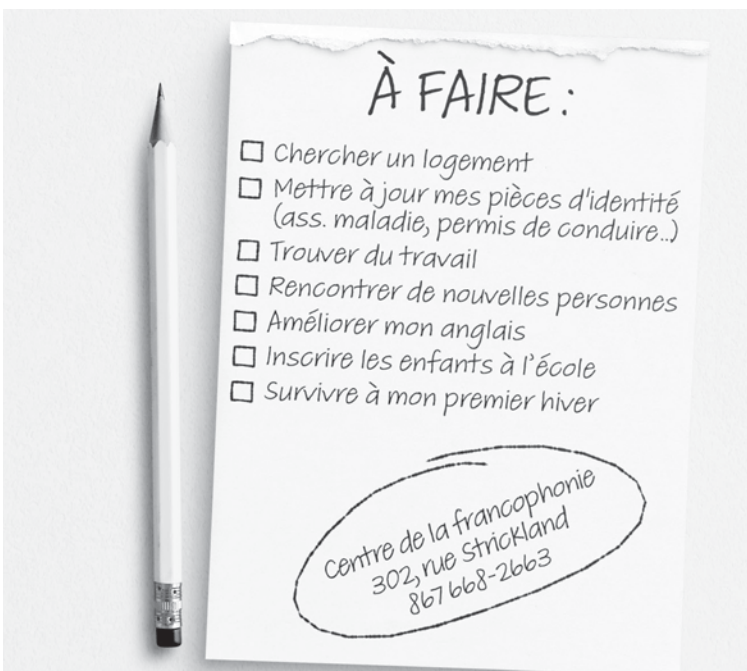 À FAIRE :
Chercher un logement
Mettre à jour mes pièces d'identité
(ass. maladie, permis de conduire...)
Trouver du travail
Rencontrer de nouvelles personnes
Améliorer mon anglais
Inscrire les enfants à l'école
Survivre à mon premier hiver
Centre de la francophonie
302, rue Strickland
867 668-2663